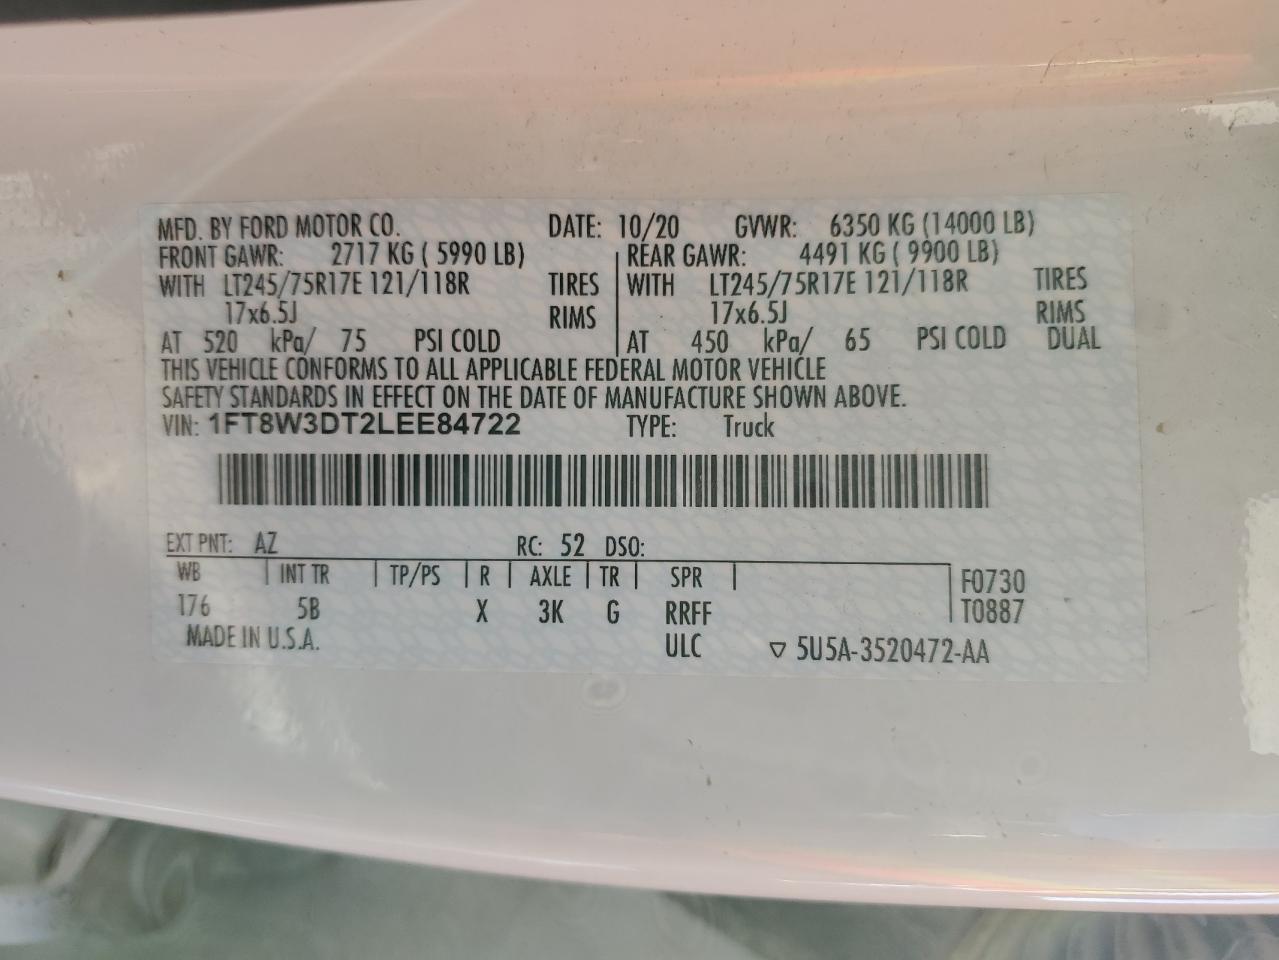 MFD. BY FORD MOTOR CO. DATE: 10/20 GVWR: 6350 KG (14000 LB)
FRONT GAWR: 2717 KG ( 5990 LB) REAR GAWR: 4491 KG ( 9900 LB)
WITH LT245/75R17E 121/118R TIRES WITH LT245/75R17E 121/118R TIRES
17x6.5J RIMS 17x6.5J RIMS
AT 520 kPa/ 75 PSI COLD AT 450 kPa/ 65 PSI COLD DUAL
THIS VEHICLE CONFORMS TO ALL APPLICABLE FEDERAL MOTOR VEHICLE
SAFETY STANDARDS IN EFFECT ON THE DATE OF MANUFACTURE SHOWN ABOVE.
VIN: 1FT8W3DT2LEE84722 TYPE: Truck
EXT PNT: AZ RC: 52 DSO:
WB INT TR TP/PS R AXLE TR SPR F0730
176 5B X 3K G RRFF T0887
MADE IN U.S.A. ULC ▽ 5U5A-3520472-AA